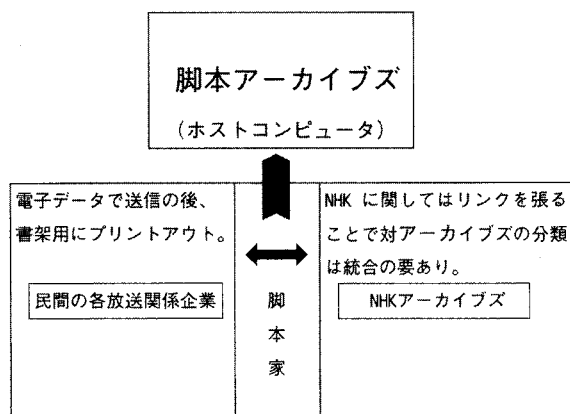 脚本アーカイブズ
(ホストコンピュータ)
電子データで送信の後、
書架用にプリントアウト。
民間の各放送関係企業
脚
本
家
NHK に関してはリンクを張る
ことで対アーカイブズの分類
は統合の要あり。
NHKアーカイブズ